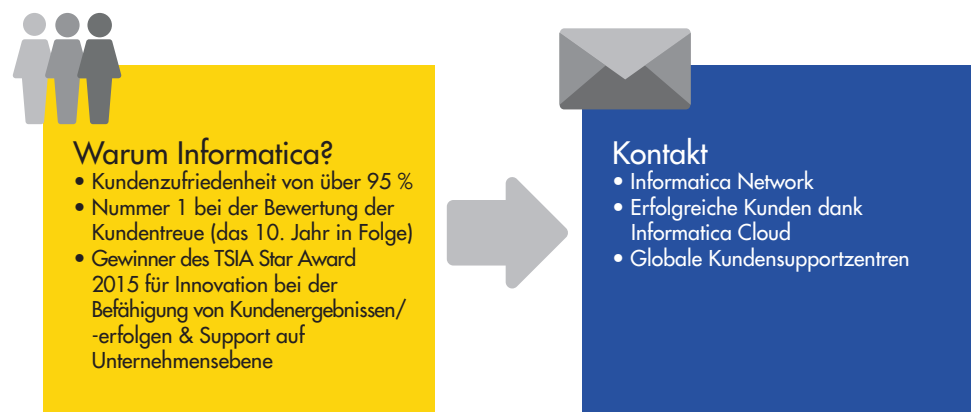 Warum Informatica?
• Kundenzufriedenheit von über 95 %
• Nummer 1 bei der Bewertung der
Kundentreue (das 10. Jahr in Folge)
• Gewinner des TSIA Star Award
2015 für Innovation bei der
Befähigung von Kundenergebnissen/
-erfolgen & Support auf
Unternehmensebene
Kontakt
• Informatica Network
• Erfolgreiche Kunden dank
Informatica Cloud
• Globale Kundensupportzentren